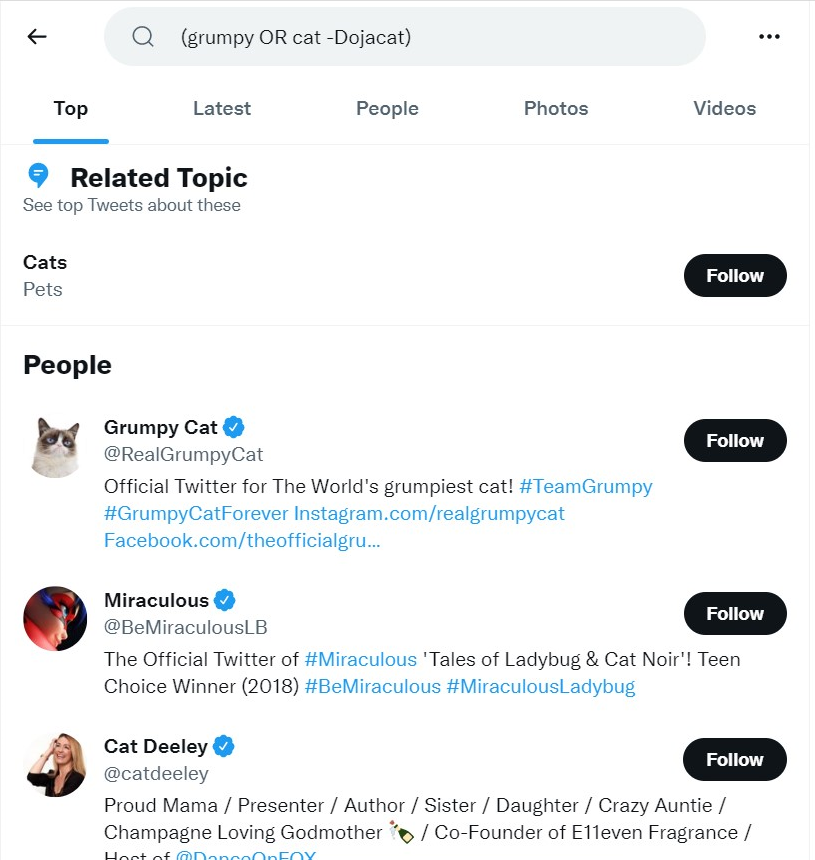 (grumpy OR cat -Dojacat)
Top Latest People Photos Videos
Related Topic
See top Tweets about these
Cats
Pets
Follow
People
Grumpy Cat
@RealGrumpyCat
Follow
Official Twitter for The World's grumpiest cat! #TeamGrumpy
#GrumpyCatForever Instagram.com/realgrumpycat
Facebook.com/theofficialgru...
Miraculous
@BeMiraculousLB
Follow
The Official Twitter of #Miraculous 'Tales of Ladybug & Cat Noir'! Teen
Choice Winner (2018) #BeMiraculous #MiraculousLadybug
Cat Deeley
@catdeeley
Follow
Proud Mama / Presenter / Author / Sister / Daughter / Crazy Auntie /
Champagne Loving Godmother 🍾 / Co-Founder of E11even Fragrance /
Host of @DanceOnFOX